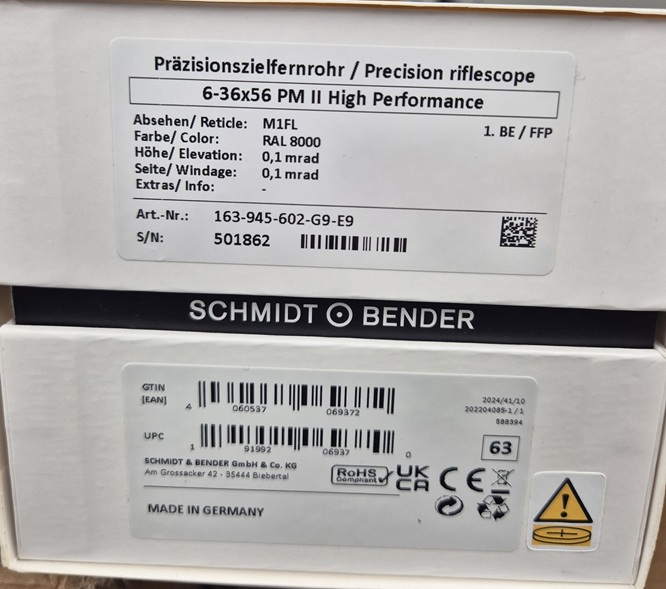 Präzisionszielfernrohr / Precision riflescope
6-36x56 PM II High Performance
Absehen/ Reticle: M1FL
1. BE / FFP
Farbe/ Color: RAL 8000
Höhe/ Elevation: 0,1 mrad
Seite/ Windage: 0,1 mrad
Extras/ Info: -
Art.-Nr.: 163-945-602-G9-E9
S/N: 501862
SCHMIDT BENDER
GTIN
[EAN]
4 060537 069372
2024/41/10
202204085-1 / 1
588394
UPC
1 91992 06937 0
63
SCHMIDT & BENDER GmbH & Co. KG
Am Grossacker 42 - 35444 Biebertal
RoHS
Compliant
UK
CA
CE
MADE IN GERMANY